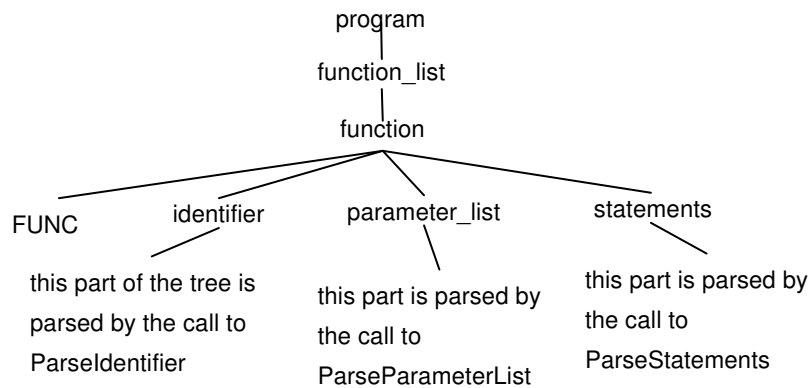 program
function_list
function
FUNC
identifier
parameter_list
statements
this part of the tree is
parsed by the call to
ParseIdentifier
this part is parsed by
the call to
ParseParameterList
this part is parsed by
the call to
ParseStatements